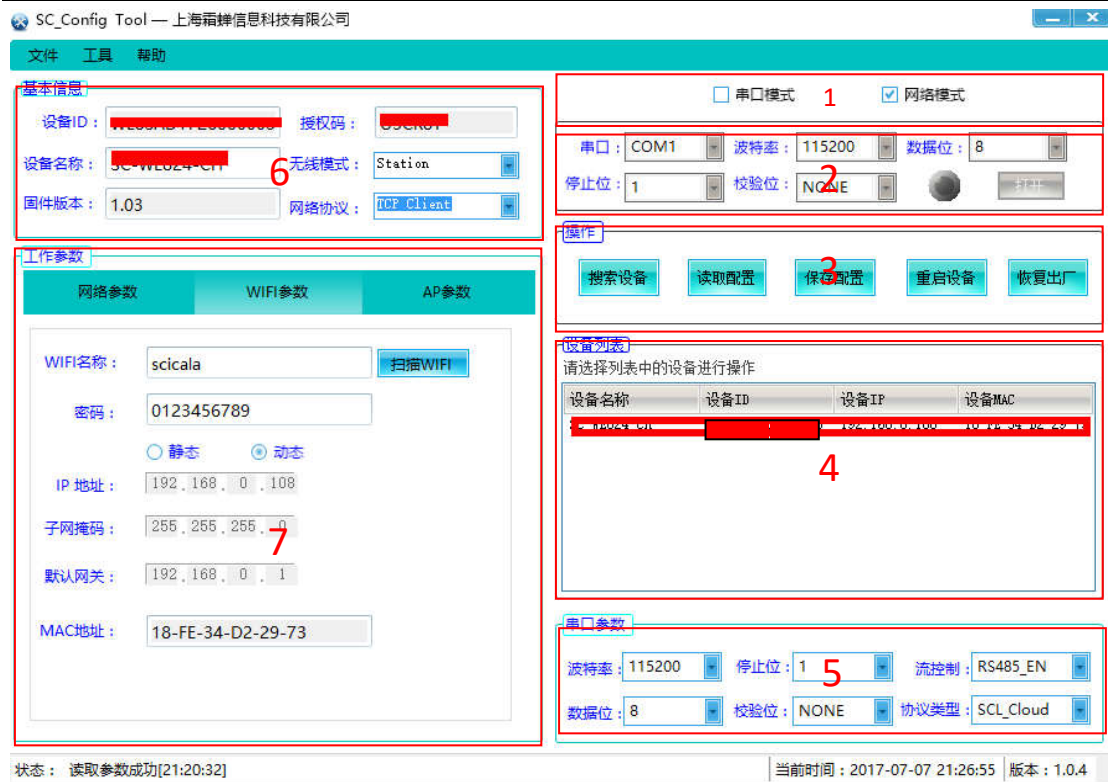 SC_Config Tool — 上海霜蝉信息科技有限公司
文件 工具 帮助
基本信息
设备ID： 授权码：
设备名称： 无线模式： Station
固件版本： 1.03 网络协议： TCP Client
6
工作参数
网络参数 WIFI参数 AP参数
WIFI名称： scicala 扫描WIFI
密码： 0123456789
静态 动态
IP 地址： 192 . 168 . 0 . 108
子网掩码： 255 . 255 . 255 . 0
7
默认网关： 192 . 168 . 0 . 1
MAC地址： 18-FE-34-D2-29-73
串口模式 1 网络模式
串口： COM1 波特率： 115200 数据位： 8
2
停止位： 1 校验位： NONE 打开
操作
3
搜索设备 读取配置 保存配置 重启设备 恢复出厂
设备列表
请选择列表中的设备进行操作
设备名称 设备ID 设备IP 设备MAC
4
串口参数
波特率： 115200 停止位： 1 流控制： RS485_EN
5
数据位： 8 校验位： NONE 协议类型： SCL_Cloud
状态： 读取参数成功[21:20:32] 当前时间：2017-07-07 21:26:55 版本：1.0.4